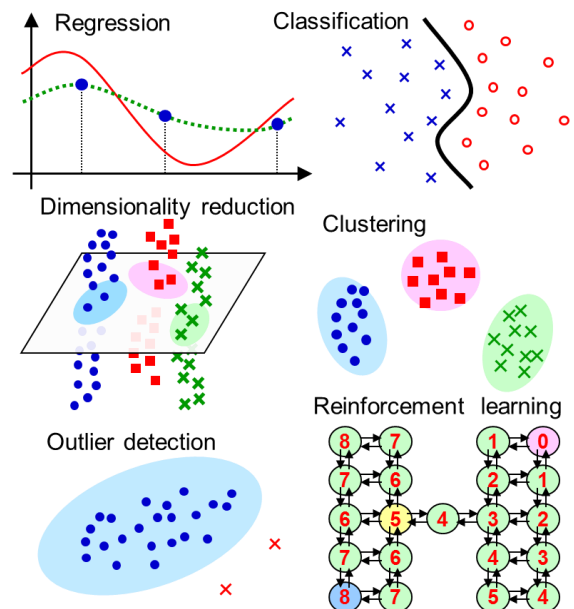 Regression
Classification
Dimensionality reduction
Clustering
Outlier detection
Reinforcement learning
8 7 1 0
7 6 2 1
6 5 4 3 2
7 6 4 3
8 7 5 4